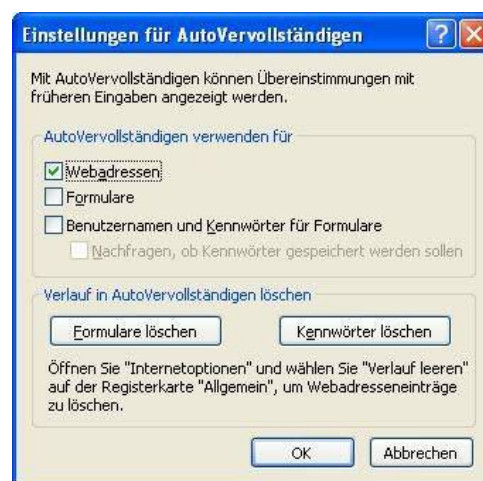 Einstellungen für AutoVervollständigen
Mit AutoVervollständigen können Übereinstimmungen mit
früheren Eingaben angezeigt werden.
AutoVervollständigen verwenden für
Webadressen
Formulare
Benutzernamen und Kennwörter für Formulare
Nachfragen, ob Kennwörter gespeichert werden sollen
Verlauf in AutoVervollständigen löschen
Formulare löschen Kennwörter löschen
Öffnen Sie "Internetoptionen" und wählen Sie "Verlauf leeren"
auf der Registerkarte "Allgemein", um Webadresseneinträge
zu löschen.
OK Abbrechen